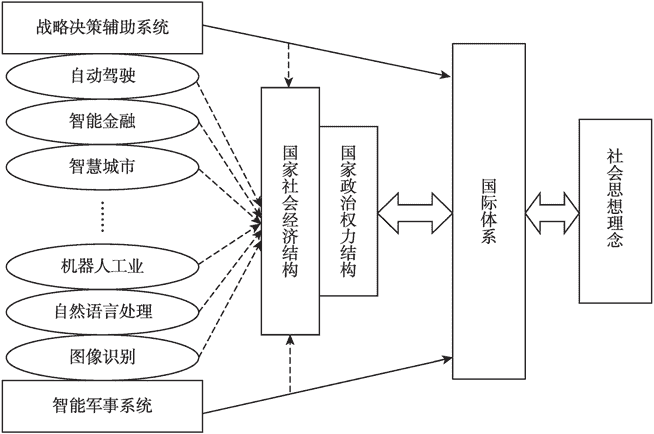 战略决策辅助系统
自动驾驶
智能金融
智慧城市
……
机器人工业
自然语言处理
图像识别
智能军事系统
国家社会经济结构
国家政治权力结构
国际体系
社会思想理念